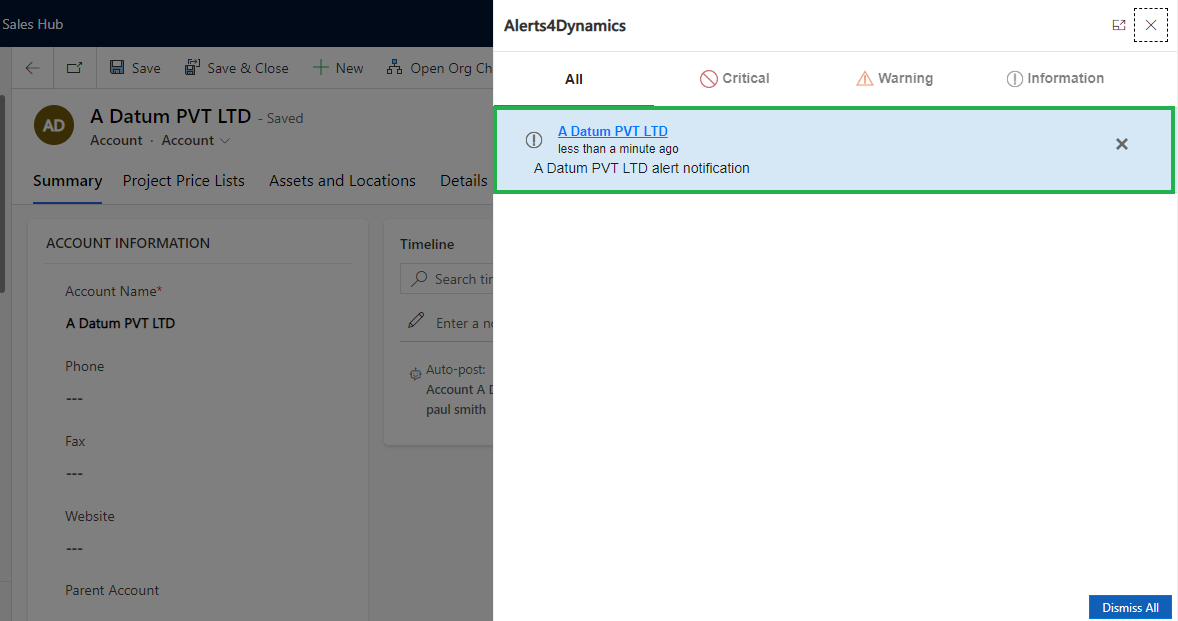 Sales Hub
Save
Save & Close
New
Open Org Ch
AD
A Datum PVT LTD - Saved
Account · Account
Summary
Project Price Lists
Assets and Locations
Details
ACCOUNT INFORMATION
Account Name*
A Datum PVT LTD
Phone
---
Fax
---
Website
---
Parent Account
Timeline
Search tir
Enter a no
Auto-post:
Account A D
paul smith
Alerts4Dynamics
All
Critical
Warning
Information
A Datum PVT LTD
less than a minute ago
A Datum PVT LTD alert notification
Dismiss All